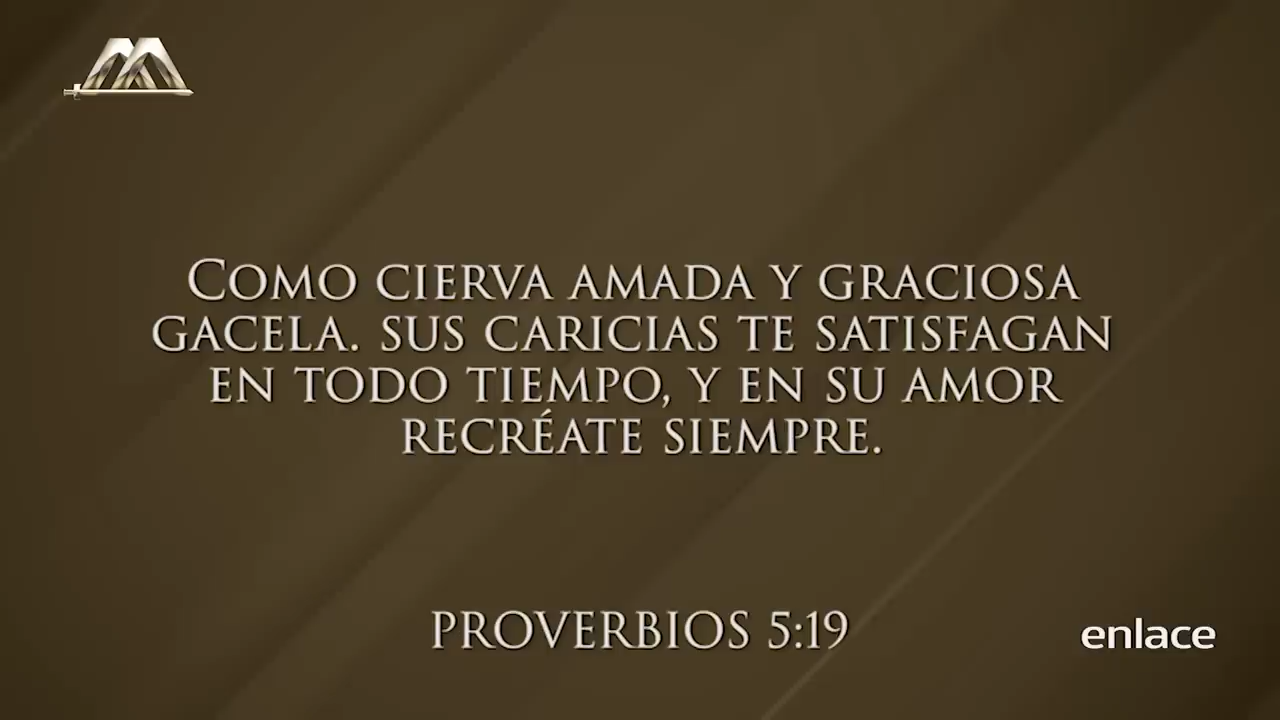 Como cierva amada y graciosa
gacela. sus caricias te satisfagan
en todo tiempo, y en su amor
recréate siempre.
PROVERBIOS 5:19
enlace